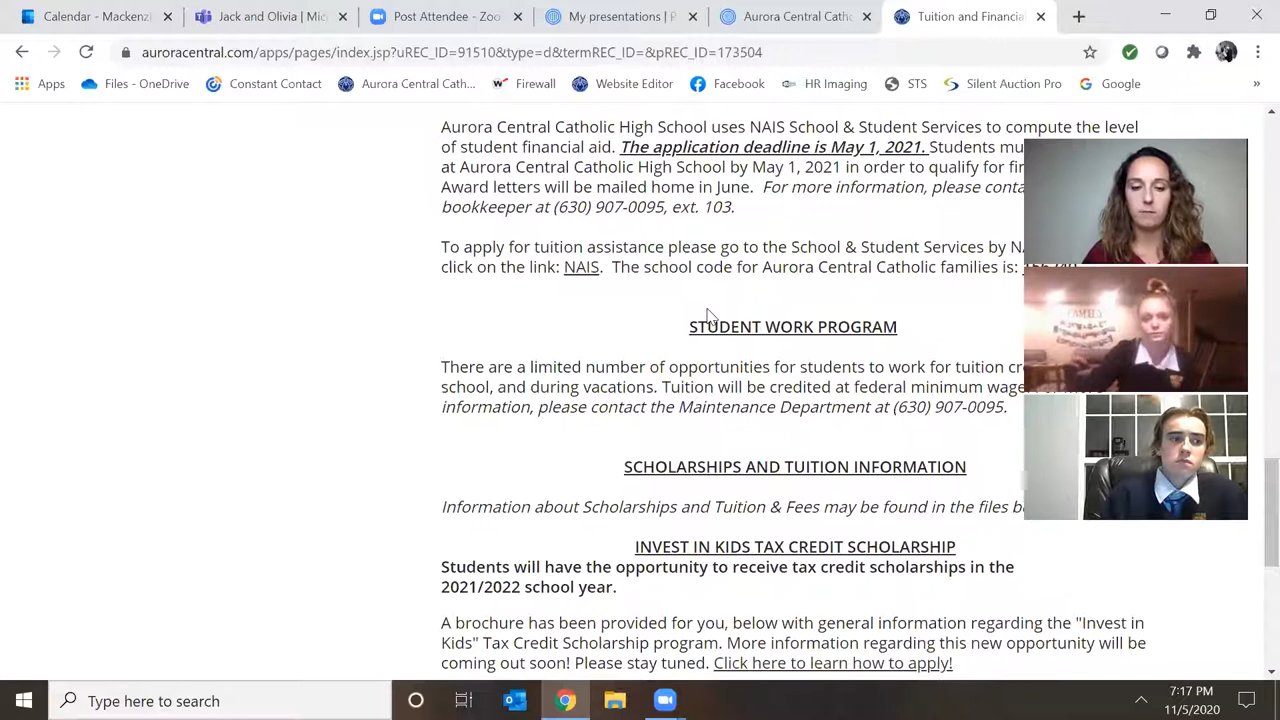 Calendar - Mackenzi
Jack and Olivia | Mic
Post Attendee - Zoo
My presentations | P
Aurora Central Catho
Tuition and Financia
auroracentral.com/apps/pages/index.jsp?uREC_ID=91510&type=d&termREC_ID=&pREC_ID=173504
Apps Files - OneDrive Constant Contact Aurora Central Cath... Firewall Website Editor Facebook HR Imaging STS Silent Auction Pro Google »
Aurora Central Catholic High School uses NAIS School & Student Services to compute the level
of student financial aid. The application deadline is May 1, 2021. Students mu
at Aurora Central Catholic High School by May 1, 2021 in order to qualify for fin
Award letters will be mailed home in June. For more information, please conta
bookkeeper at (630) 907-0095, ext. 103.
To apply for tuition assistance please go to the School & Student Services by NA
click on the link: NAIS. The school code for Aurora Central Catholic families is:
STUDENT WORK PROGRAM
There are a limited number of opportunities for students to work for tuition cre
school, and during vacations. Tuition will be credited at federal minimum wage.
information, please contact the Maintenance Department at (630) 907-0095.
SCHOLARSHIPS AND TUITION INFORMATION
Information about Scholarships and Tuition & Fees may be found in the files be
INVEST IN KIDS TAX CREDIT SCHOLARSHIP
Students will have the opportunity to receive tax credit scholarships in the
2021/2022 school year.
A brochure has been provided for you, below with general information regarding the "Invest in
Kids" Tax Credit Scholarship program. More information regarding this new opportunity will be
coming out soon! Please stay tuned. Click here to learn how to apply!
FAMILY
Type here to search
7:17 PM
11/5/2020